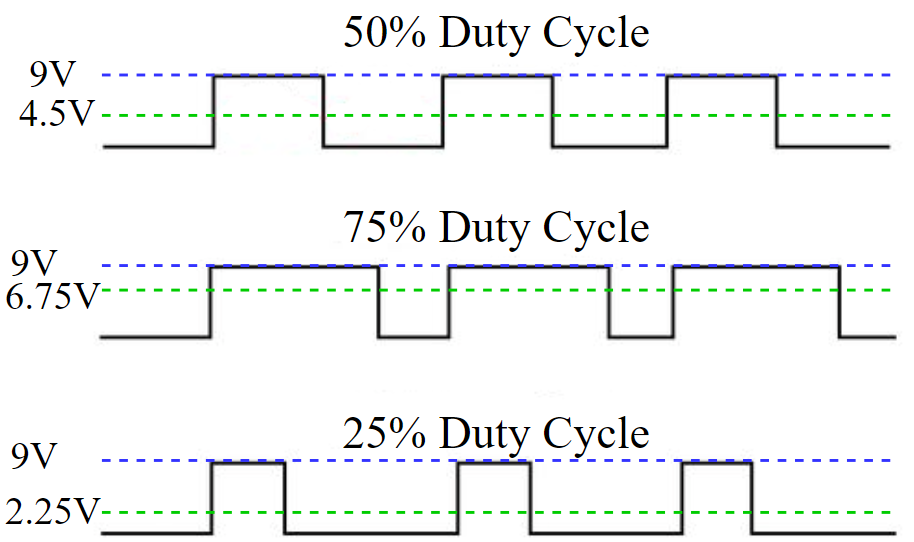 50% Duty Cycle
9V
4.5V
75% Duty Cycle
9V
6.75V
25% Duty Cycle
9V
2.25V